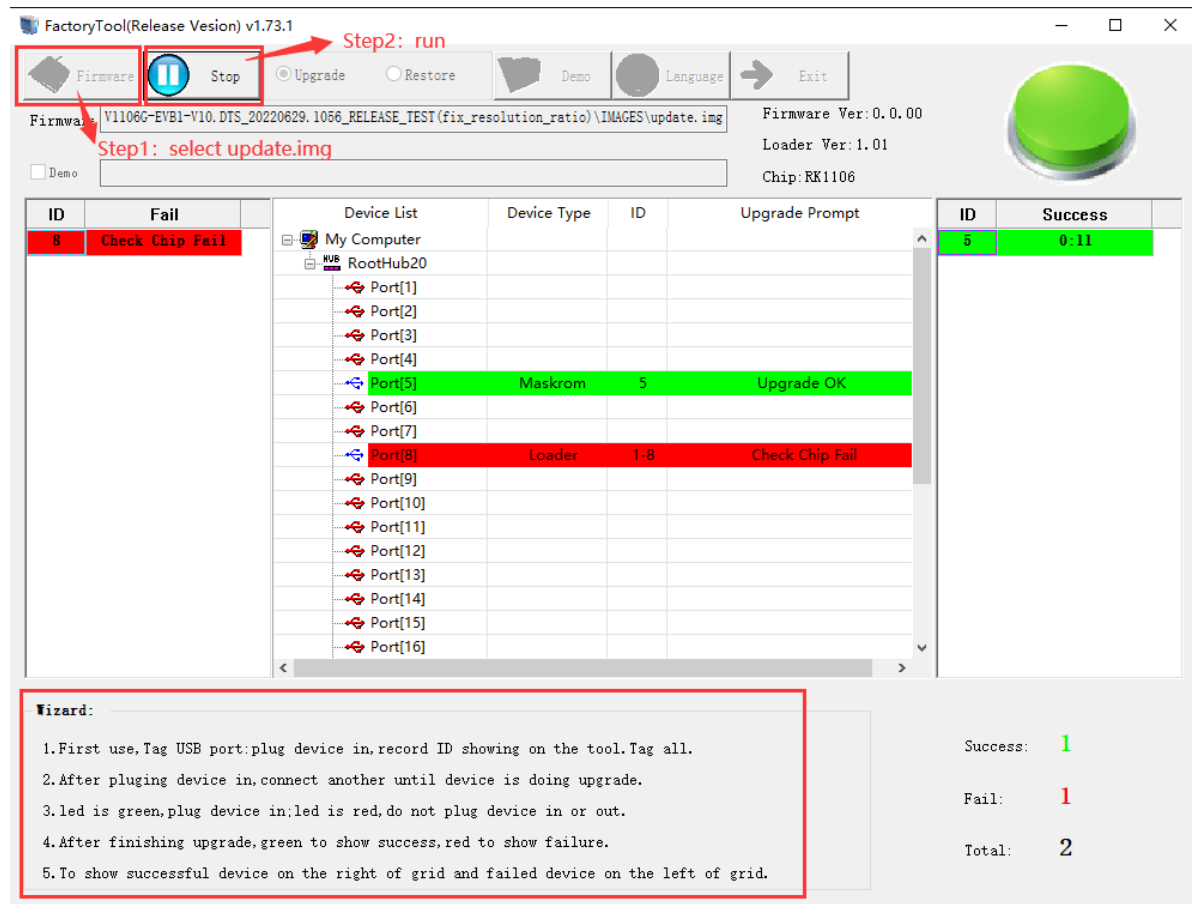 FactoryTool(Release Vesion) v1.73.1
Step2：run
Firmware
Stop
Upgrade
Restore
Demo
Language
Exit
V1106G-EVB1-V10.DTS_20220629.1056_RELEASE_TEST(fix_resolution_ratio)\IMAGES\update.img
Firmware Ver:0.0.00
Step1：select update.img
Loader Ver:1.01
Demo
Chip:RK1106
ID Fail
8 Check Chip Fail
Device List Device Type ID Upgrade Prompt
My Computer
HUB RootHub20
Port[1]
Port[2]
Port[3]
Port[4]
Port[5] Maskrom 5 Upgrade OK
Port[6]
Port[7]
Port[8] Loader 1-8 Check Chip Fail
Port[9]
Port[10]
Port[11]
Port[12]
Port[13]
Port[14]
Port[15]
Port[16]
ID Success
5 0:11
Wizard:
1.First use,Tag USB port:plug device in,record ID showing on the tool.Tag all.
2.After pluging device in,connect another until device is doing upgrade.
3.led is green,plug device in;led is red,do not plug device in or out.
4.After finishing upgrade,green to show success,red to show failure.
5.To show successful device on the right of grid and failed device on the left of grid.
Success: 1
Fail: 1
Total: 2